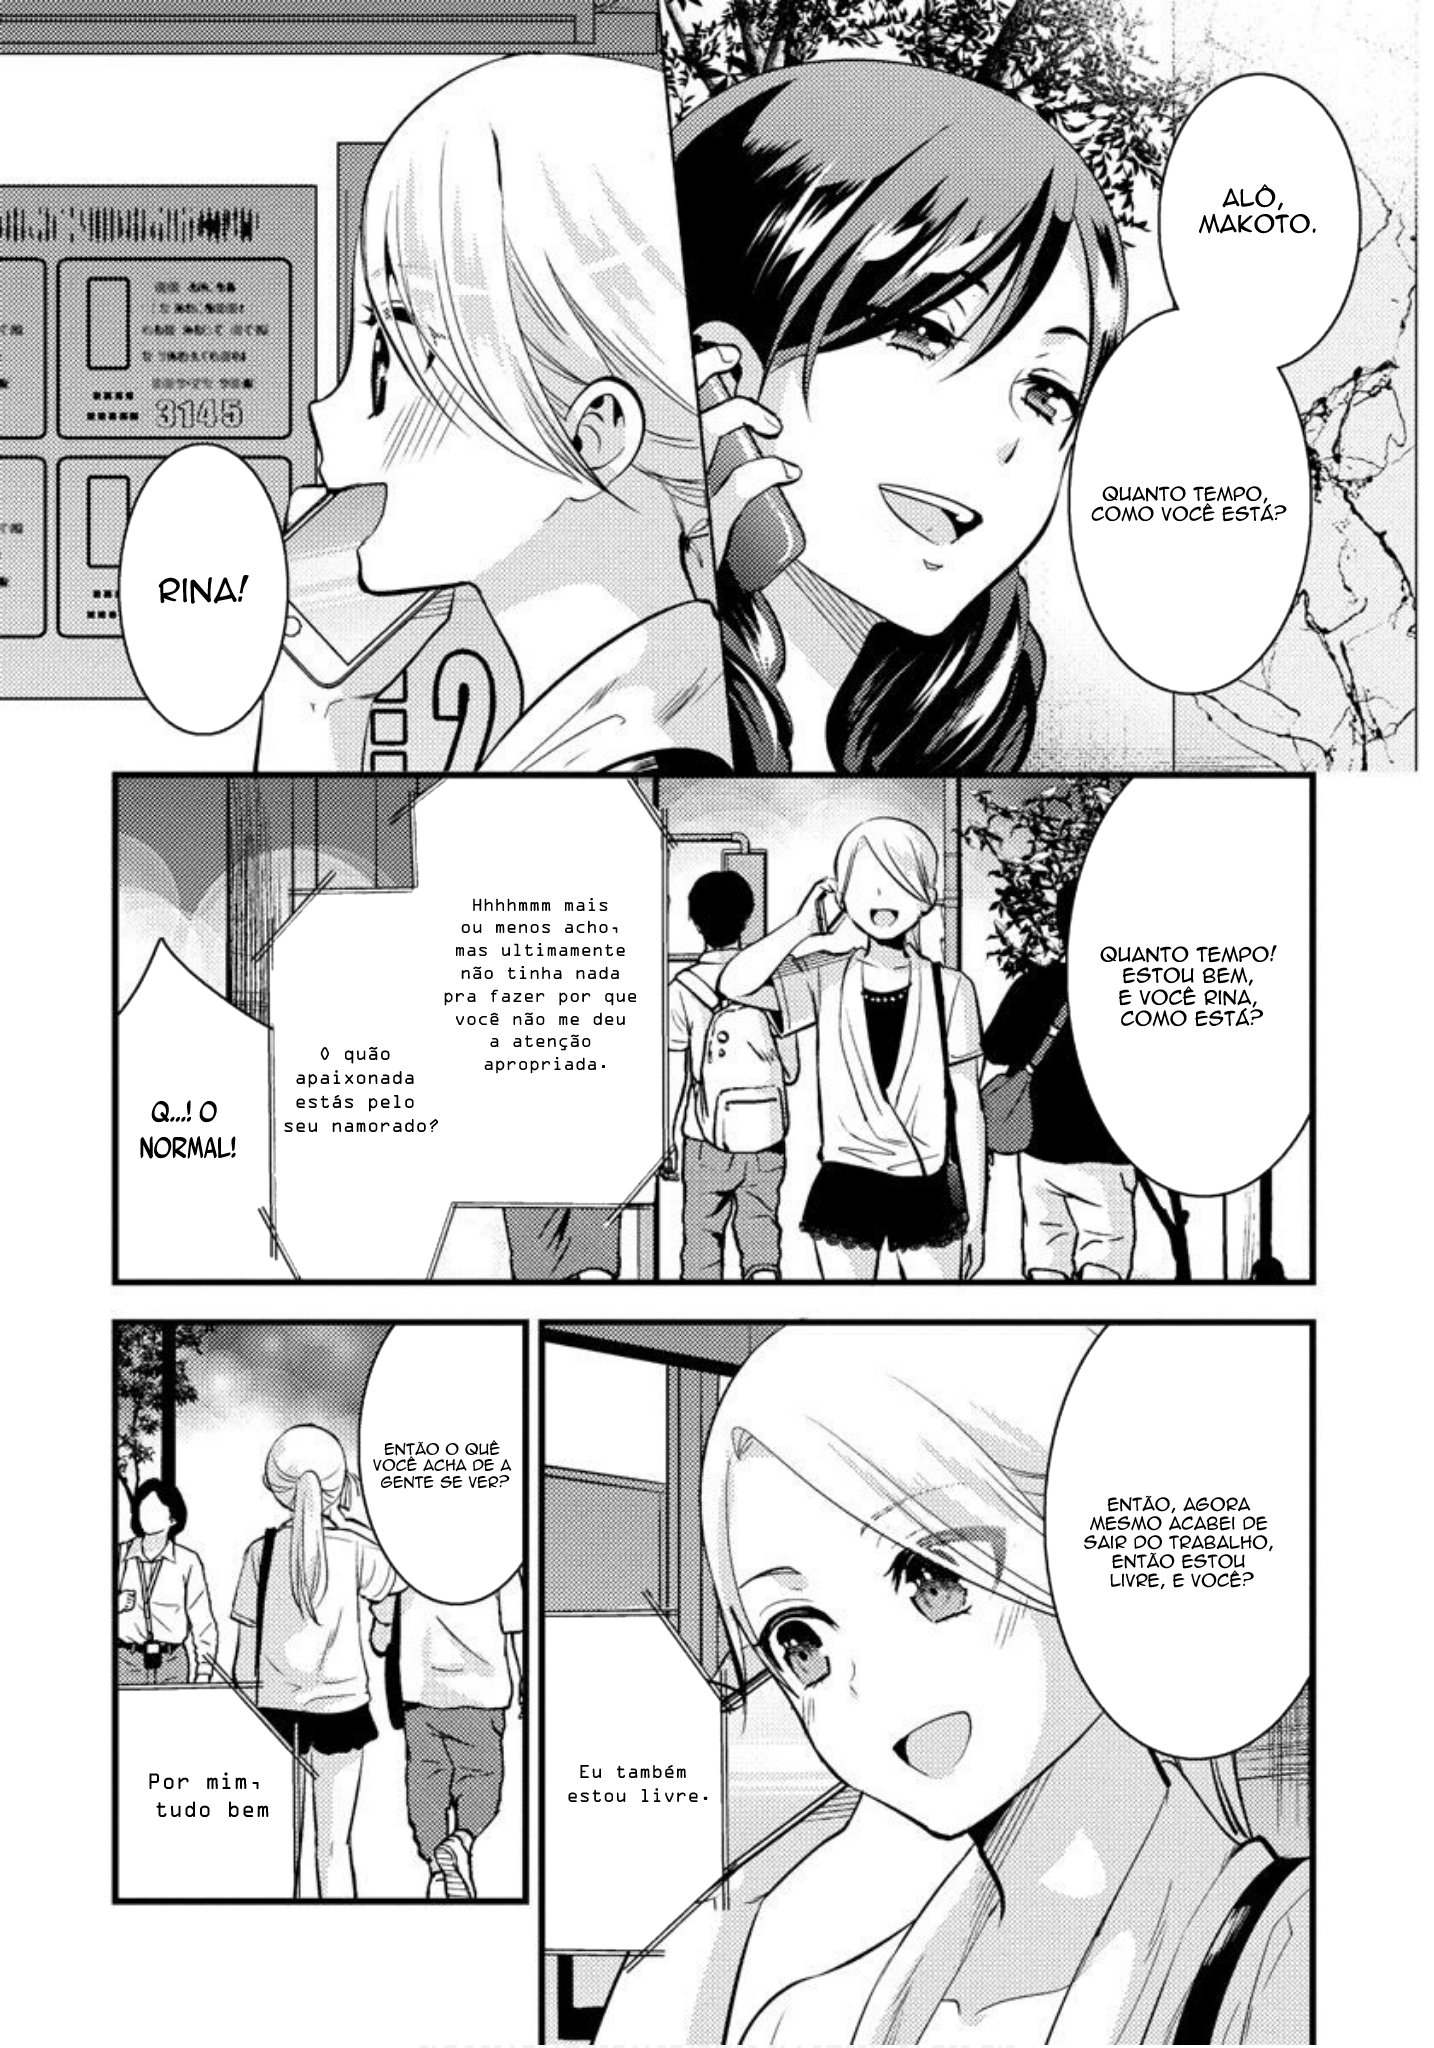 ALÔ,
MAKOTO.
QUANTO TEMPO,
COMO VOCÊ ESTÁ?
RINA!
3145
QUANTO TEMPO!
ESTOU BEM,
E VOCÊ RINA,
COMO ESTÁ?
Hhhhmmm mais
ou menos acho,
mas ultimamente
não tinha nada
pra fazer por que
você não me deu
a atenção
apropriada.
O quão
apaixonada
estás pelo
seu namorado?
Q...! O
NORMAL!
ENTÃO, AGORA
MESMO ACABEI DE
SAIR DO TRABALHO,
ENTÃO ESTOU
LIVRE, E VOCÊ?
Eu também
estou livre.
ENTÃO O QUÊ
VOCÊ ACHA DE A
GENTE SE VER?
Por mim,
tudo bem